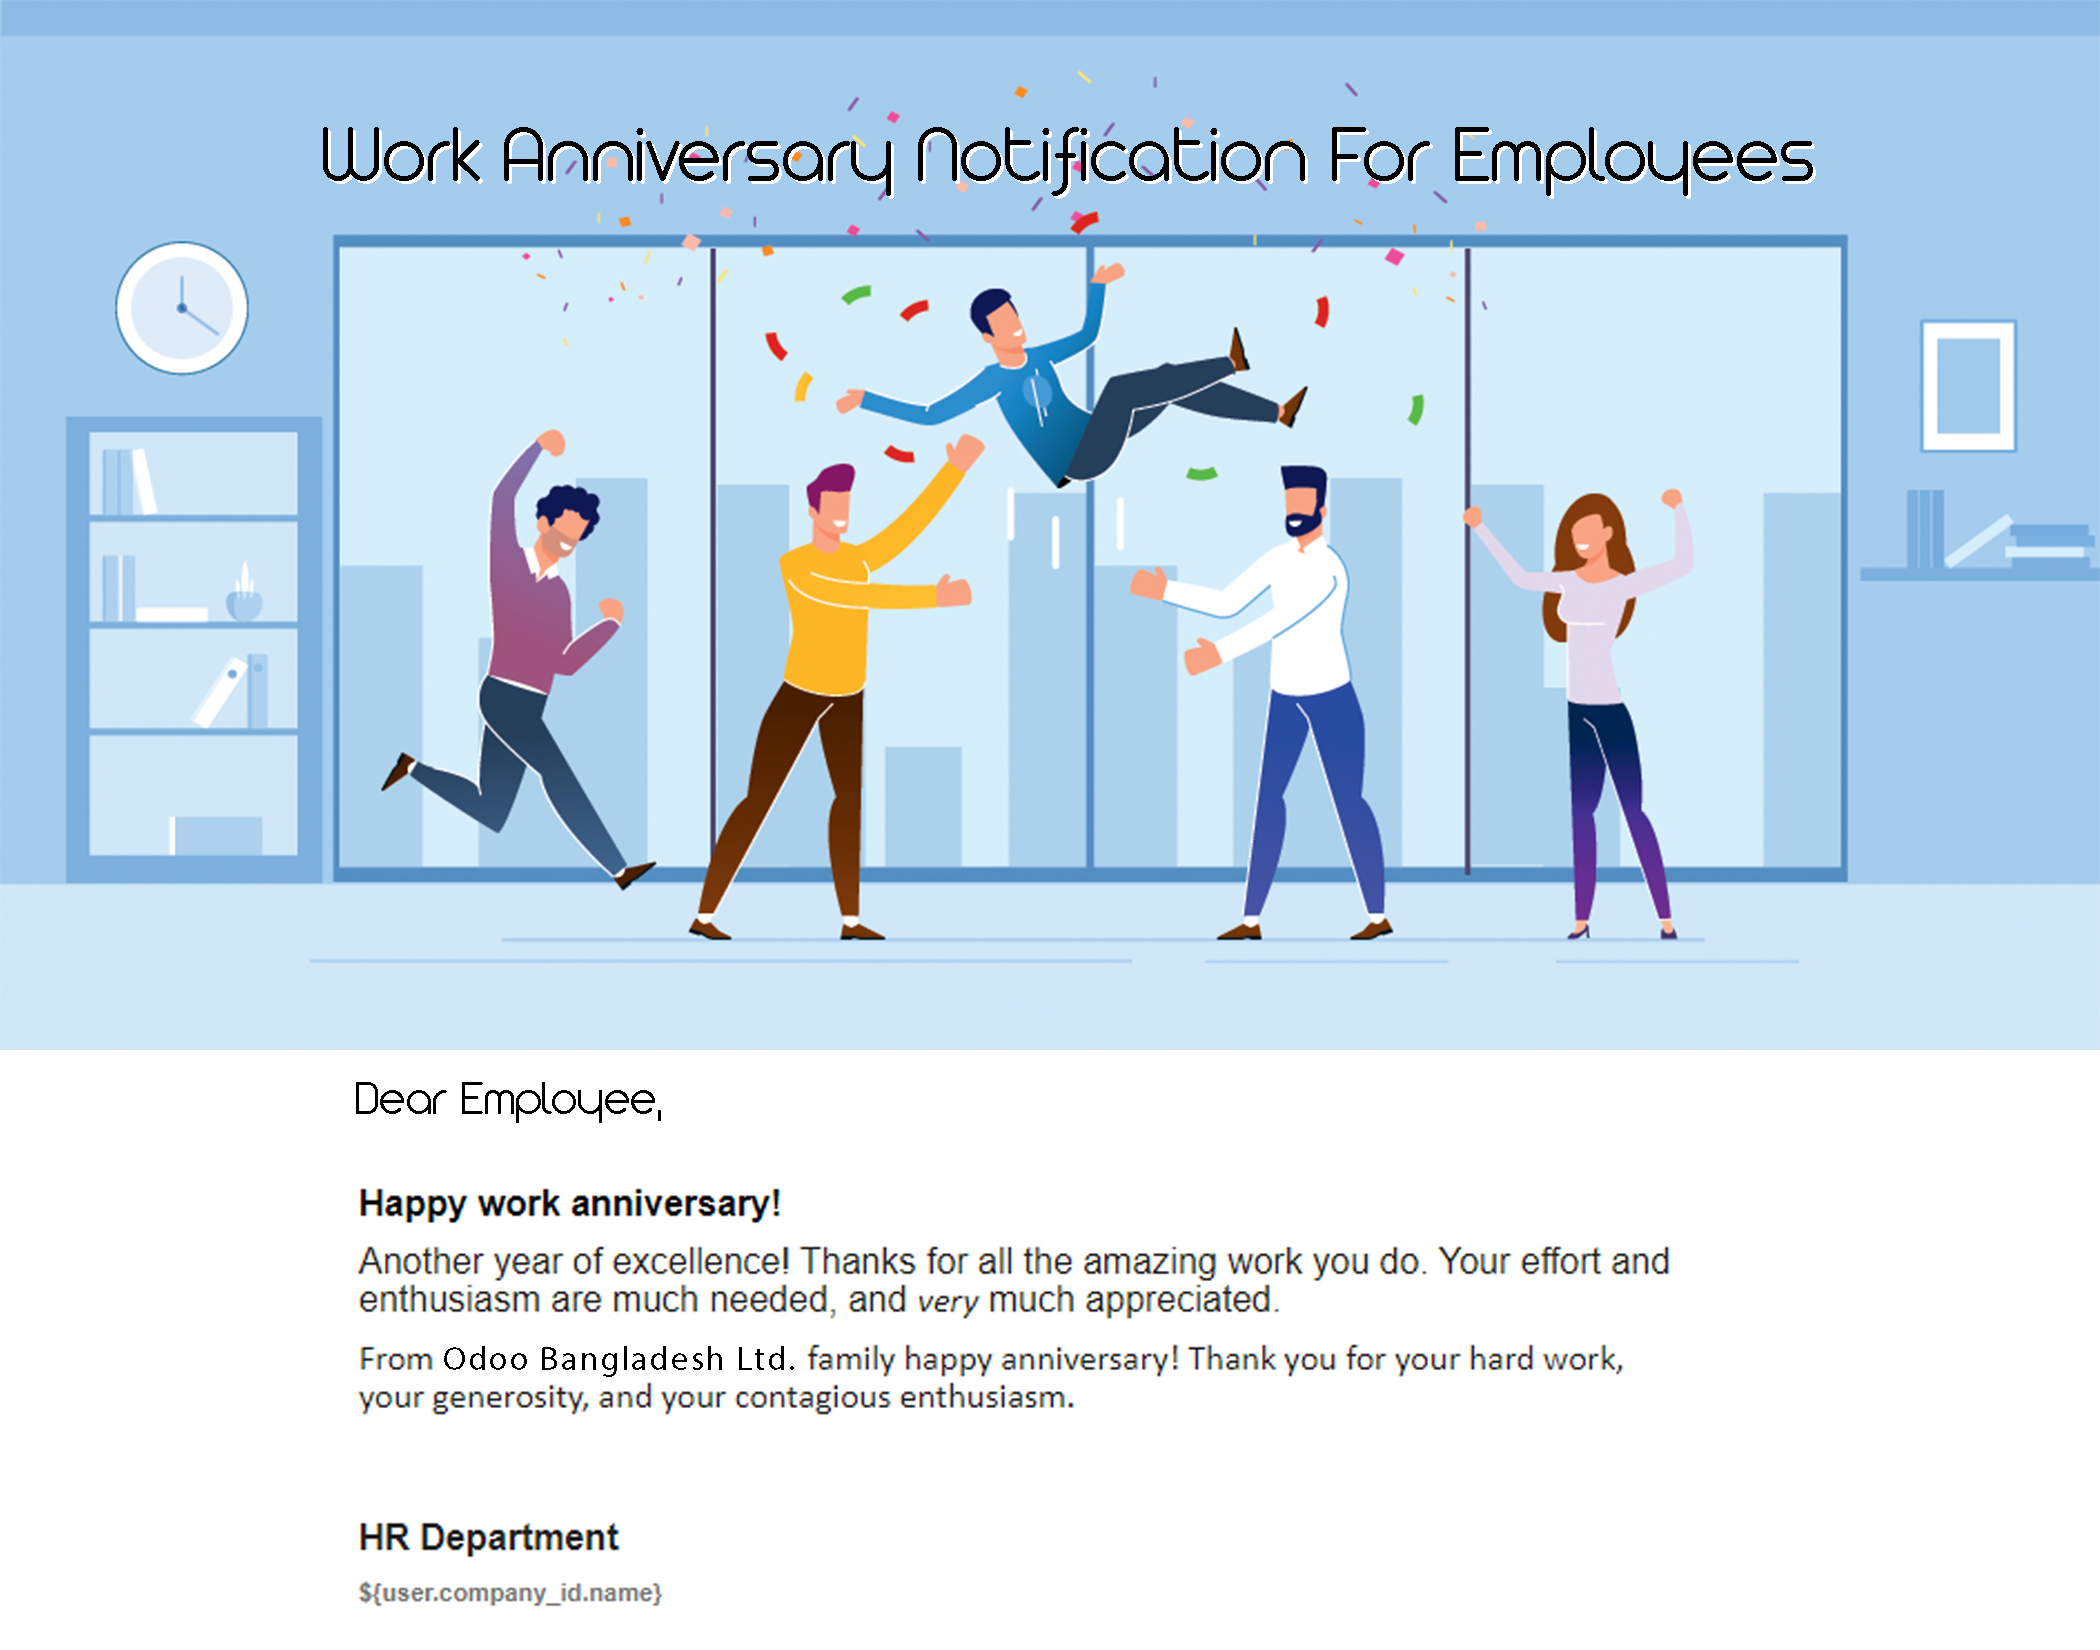 Work Anniversary Notification For Employees
Dear Employee,
Happy work anniversary!
Another year of excellence! Thanks for all the amazing work you do. Your effort and
enthusiasm are much needed, and very much appreciated.
From Odoo Bangladesh Ltd. family happy anniversary! Thank you for your hard work,
your generosity, and your contagious enthusiasm.
HR Department
${user.company_id.name}